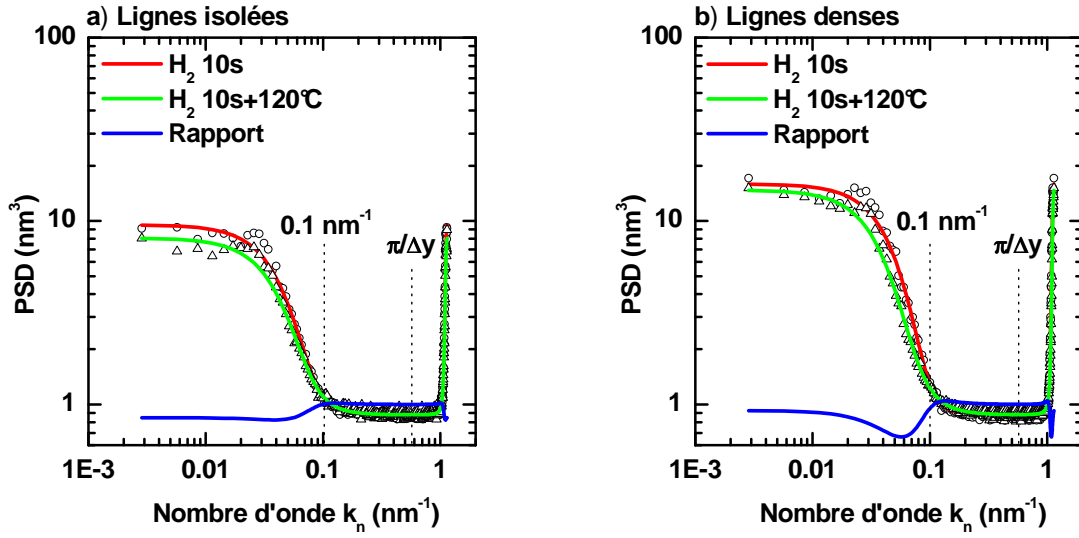 a) Lignes isolées
100
10
1
PSD (nm³)
H₂ 10s
H₂ 10s+120°C
Rapport
0.1 nm⁻¹
π/Δy
1E-3 0.01 0.1 1
Nombre d'onde kₙ (nm⁻¹)
b) Lignes denses
100
10
1
PSD (nm³)
H₂ 10s
H₂ 10s+120°C
Rapport
0.1 nm⁻¹
π/Δy
1E-3 0.01 0.1 1
Nombre d'onde kₙ (nm⁻¹)